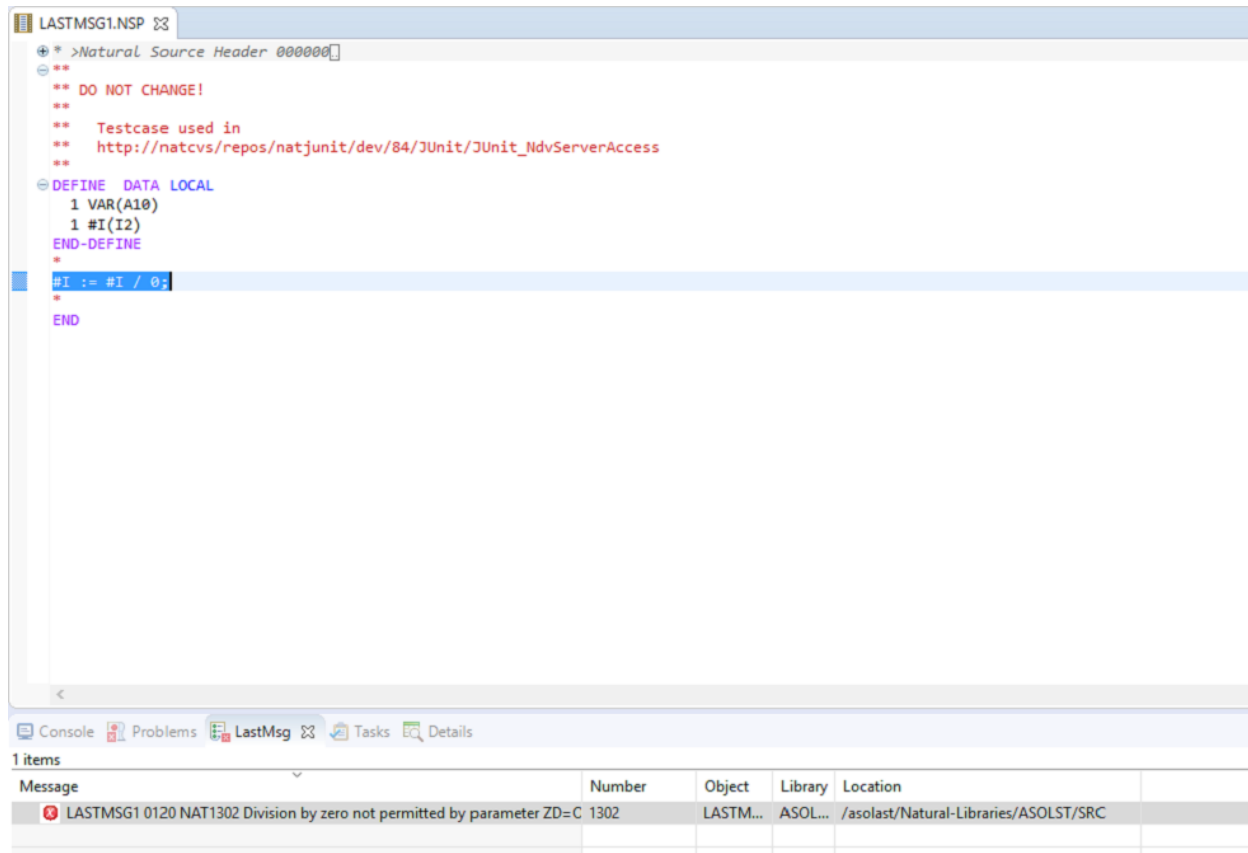 LASTMSG1.NSP
* >Natural Source Header 000000
**
** DO NOT CHANGE!
**
**   Testcase used in
**   http://natcvs/repos/natjunit/dev/84/JUnit/JUnit_NdvServerAccess
**
DEFINE  DATA LOCAL
  1 VAR(A10)
  1 #I(I2)
END-DEFINE
*
#I := #I / 0;
*
END
Console Problems LastMsg Tasks Details
1 items
Message Number Object Library Location
LASTMSG1 0120 NAT1302 Division by zero not permitted by parameter ZD=O 1302 LASTM... ASOL... /asolast/Natural-Libraries/ASOLST/SRC